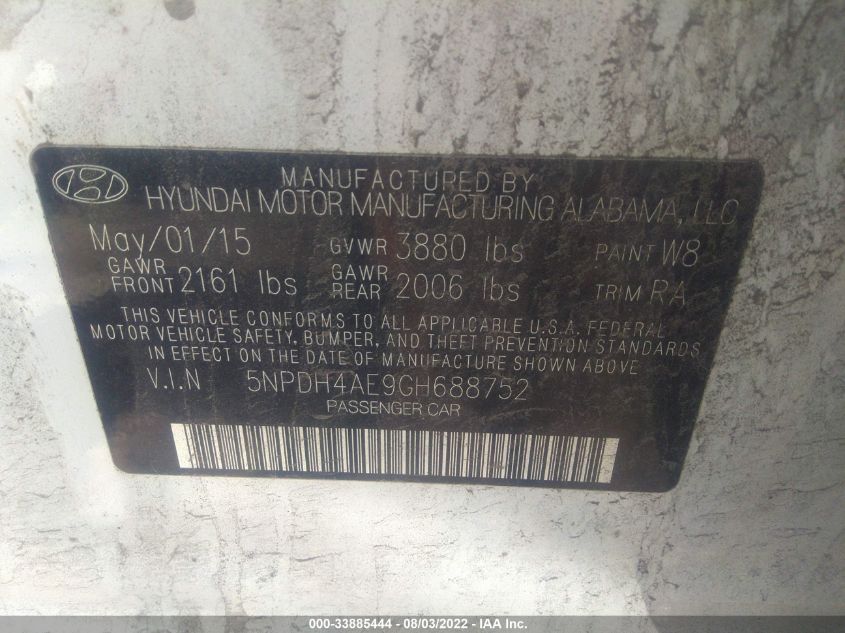 MANUFACTURED BY
HYUNDAI MOTOR MANUFACTURING ALABAMA, LLC
May/01/15 GVWR 3880 lbs PAINT W8
GAWR FRONT 2161 lbs GAWR REAR 2006 lbs TRIM RA
THIS VEHICLE CONFORMS TO ALL APPLICABLE U.S.A. FEDERAL
MOTOR VEHICLE SAFETY, BUMPER, AND THEFT PREVENTION STANDARDS
IN EFFECT ON THE DATE OF MANUFACTURE SHOWN ABOVE
V.I.N 5NPDH4AE9GH688752
PASSENGER CAR
000-33885444 - 08/03/2022 - IAA Inc.